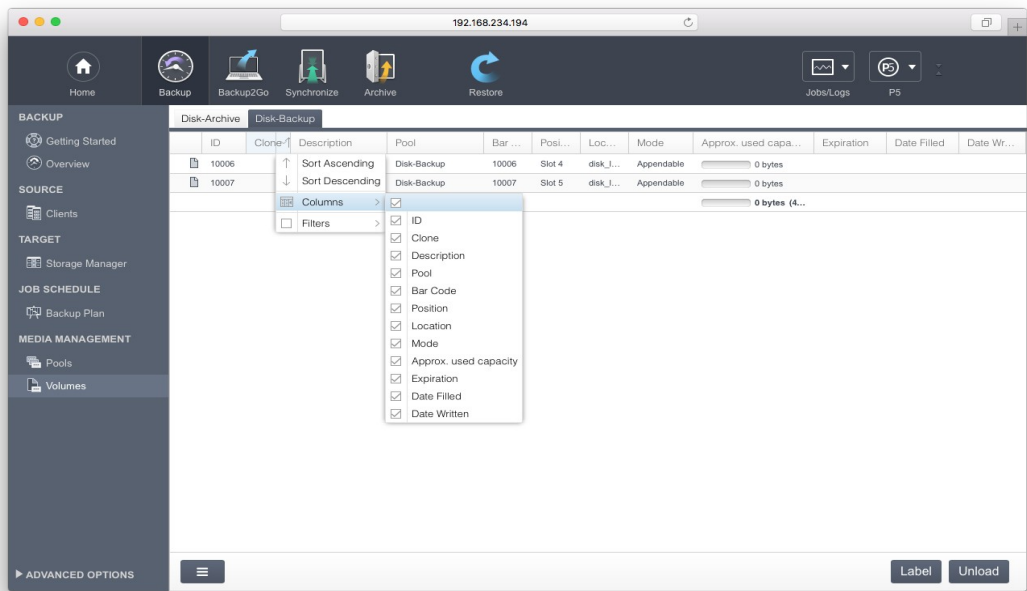 192.168.234.194
Home
Backup
Backup2Go
Synchronize
Archive
Restore
Jobs/Logs
P5
P5
BACKUP
Getting Started
Overview
SOURCE
Clients
TARGET
Storage Manager
JOB SCHEDULE
Backup Plan
MEDIA MANAGEMENT
Pools
Volumes
ADVANCED OPTIONS
Disk-Archive Disk-Backup
ID Clone Description Pool Bar ... Posi... Loc... Mode Approx. used capa... Expiration Date Filled Date Wr...
10006 Disk-Backup 10006 Slot 4 disk_l... Appendable 0 bytes
10007 Disk-Backup 10007 Slot 5 disk_l... Appendable 0 bytes
0 bytes (4...
Sort Ascending
Sort Descending
Columns
Filters
ID
Clone
Description
Pool
Bar Code
Position
Location
Mode
Approx. used capacity
Expiration
Date Filled
Date Written
Label Unload